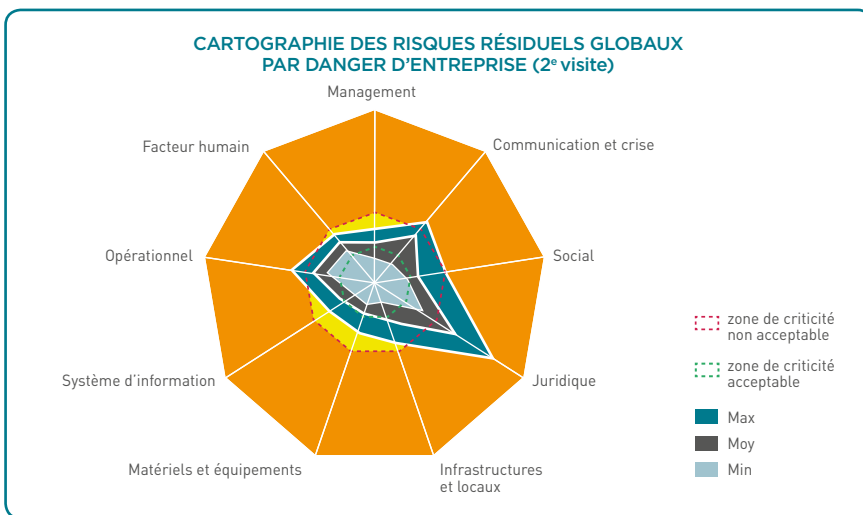 CARTOGRAPHIE DES RISQUES RÉSIDUELS GLOBAUX
PAR DANGER D’ENTREPRISE (2e visite)
Management
Facteur humain
Communication et crise
Opérationnel
Social
Système d’information
Juridique
Matériels et équipements
Infrastructures
et locaux
zone de criticité
non acceptable
zone de criticité
acceptable
Max
Moy
Min